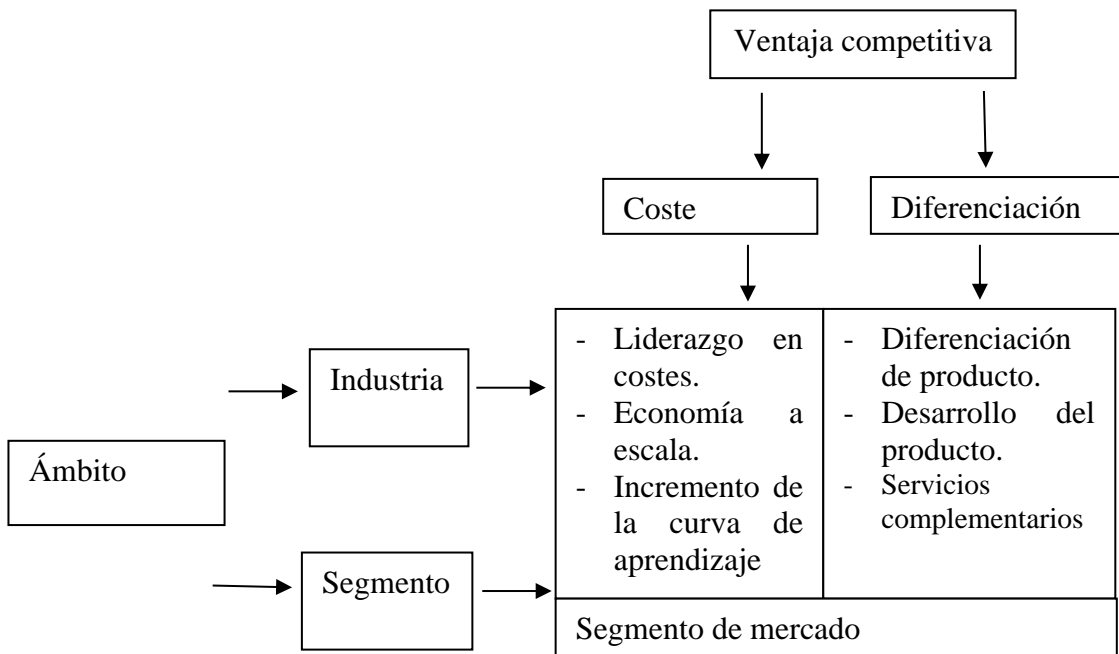 Ventaja competitiva
Coste
Diferenciación
Industria
Ámbito
Segmento
- Liderazgo en
costes.
- Economía a
escala.
- Incremento de
la curva de
aprendizaje
- Diferenciación
de producto.
- Desarrollo del
producto.
- Servicios
complementarios
Segmento de mercado